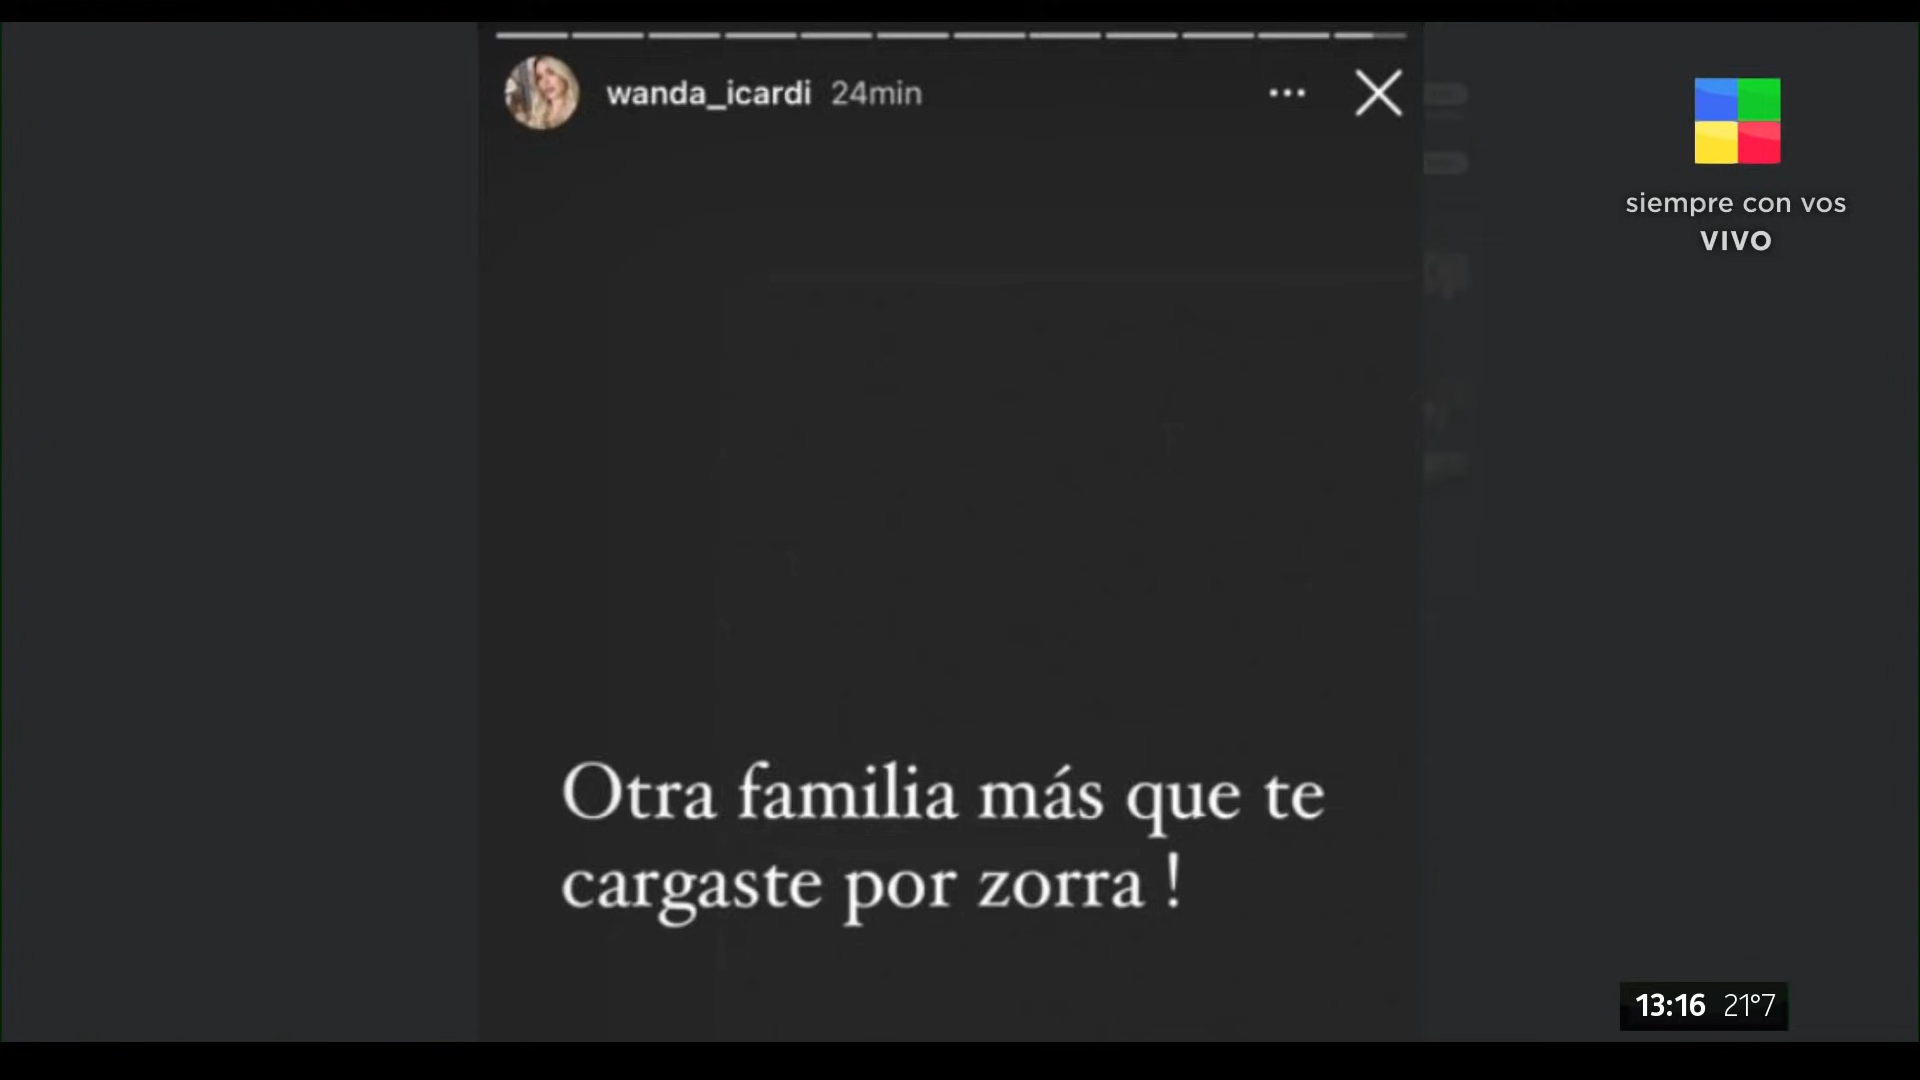 wanda_icardi 24min
siempre con vos
VIVO
Otra familia más que te
cargaste por zorra !
13:16 21°7